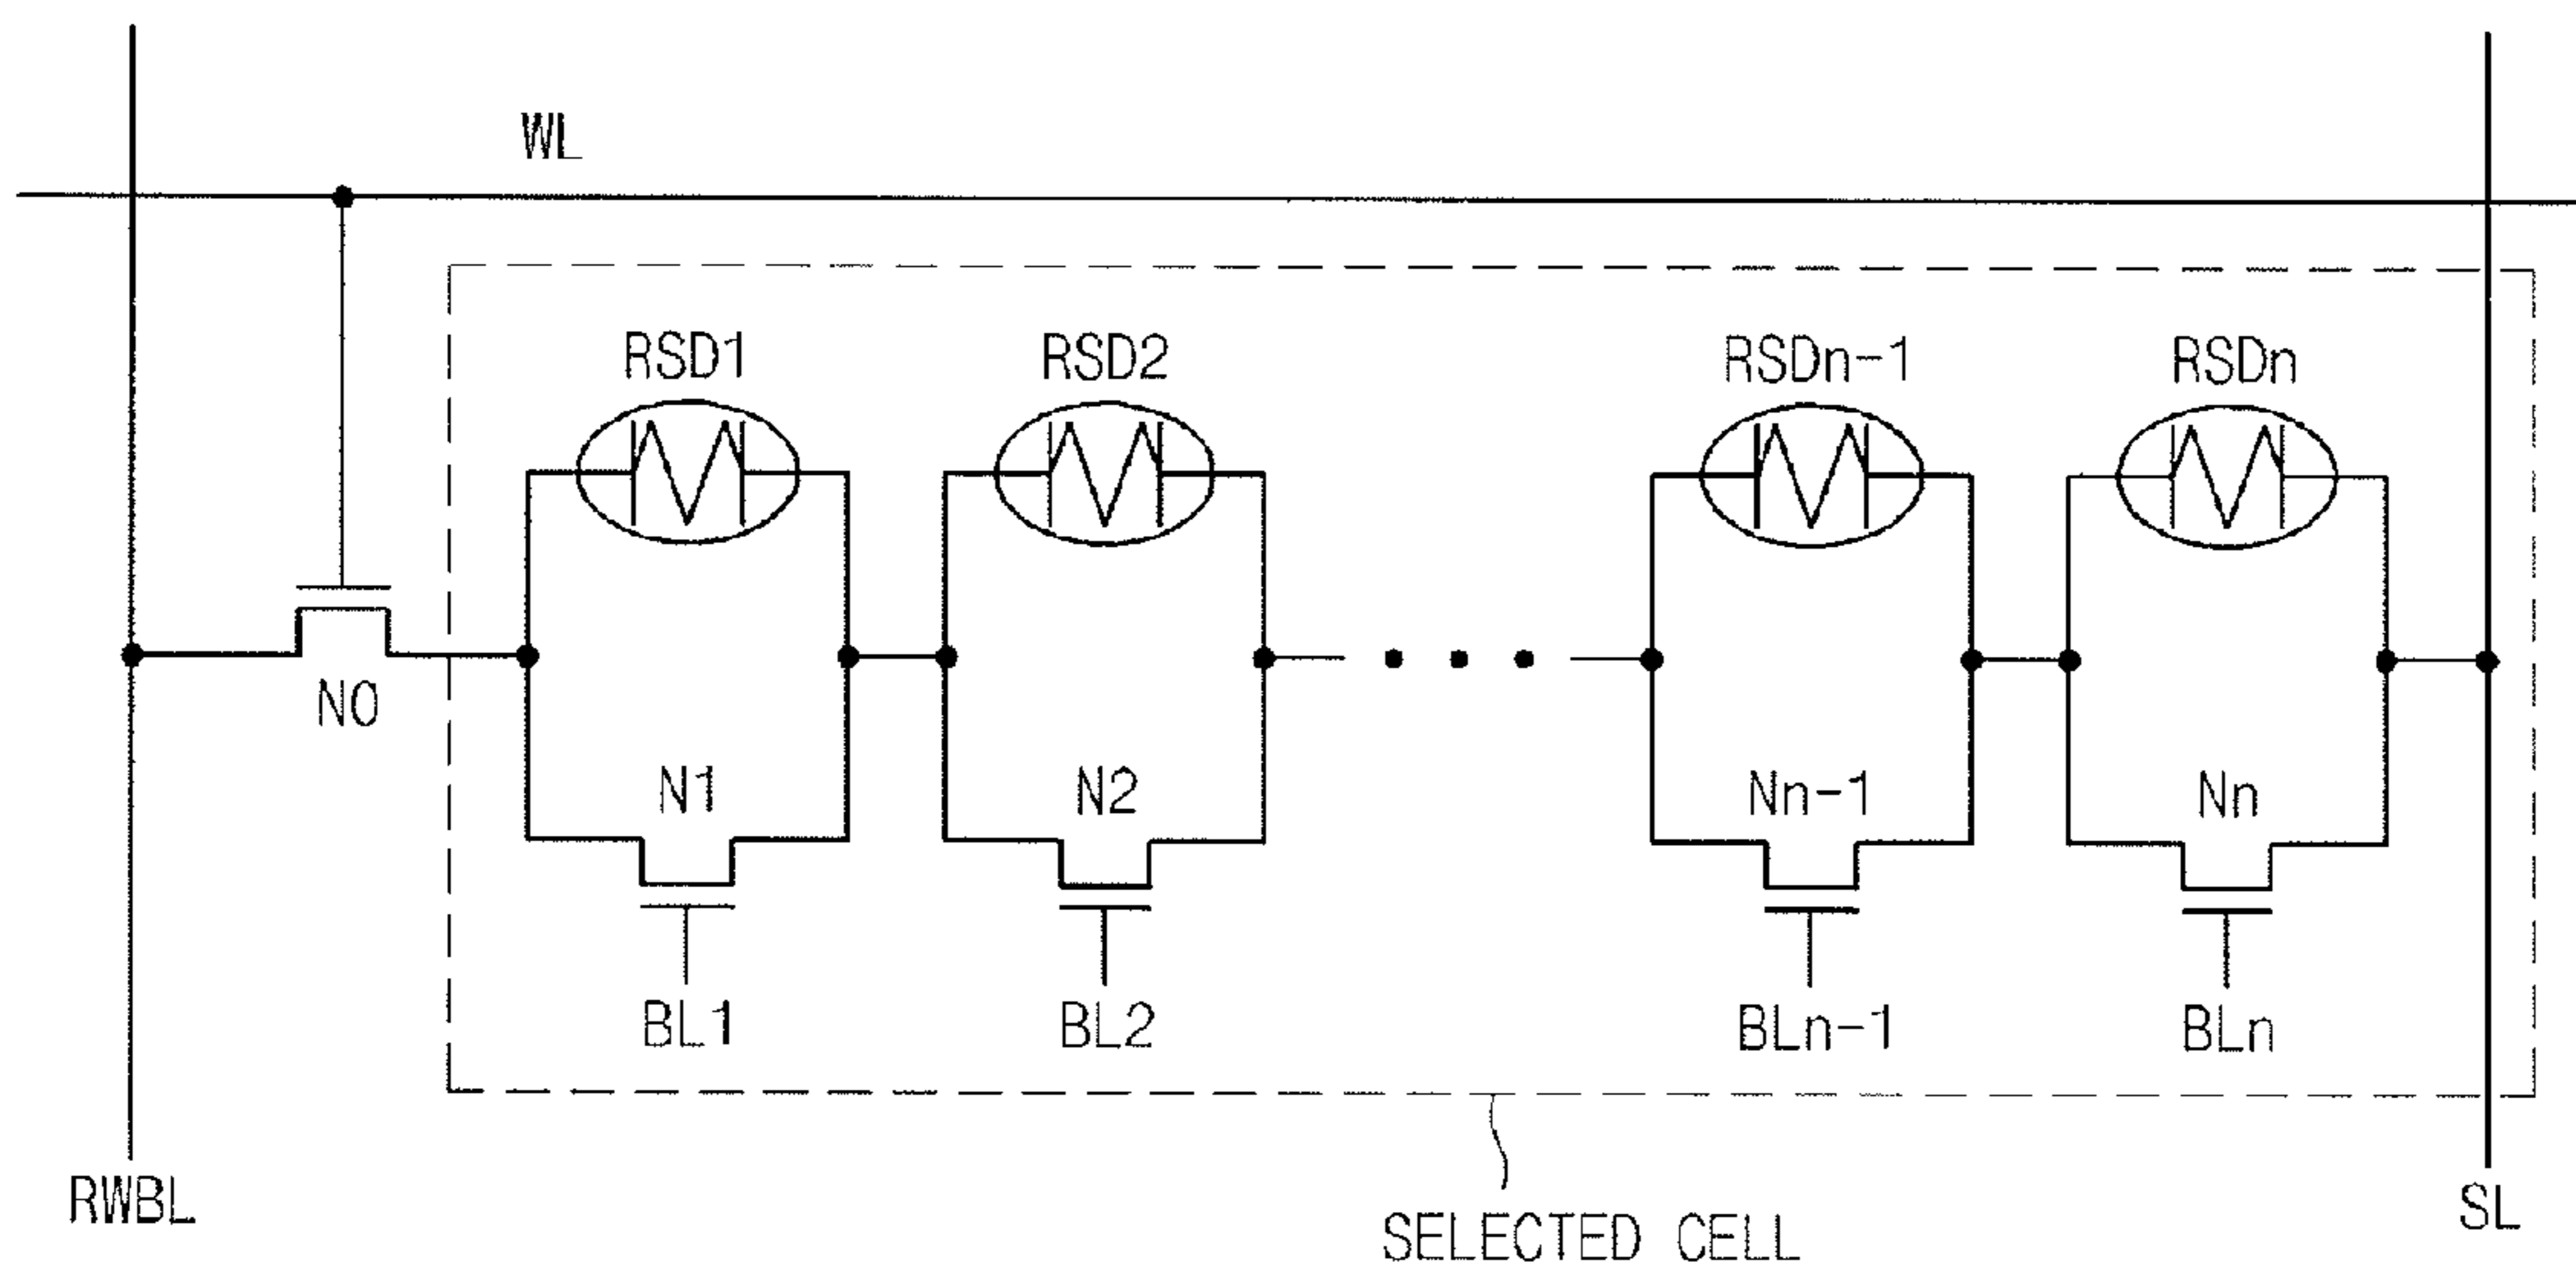 WL
RSD1 RSD2 RSDn-1 RSDn
N0
N1 N2 Nn-1 Nn
BL1 BL2 BLn-1 BLn
RWBL
SELECTED CELL
SL